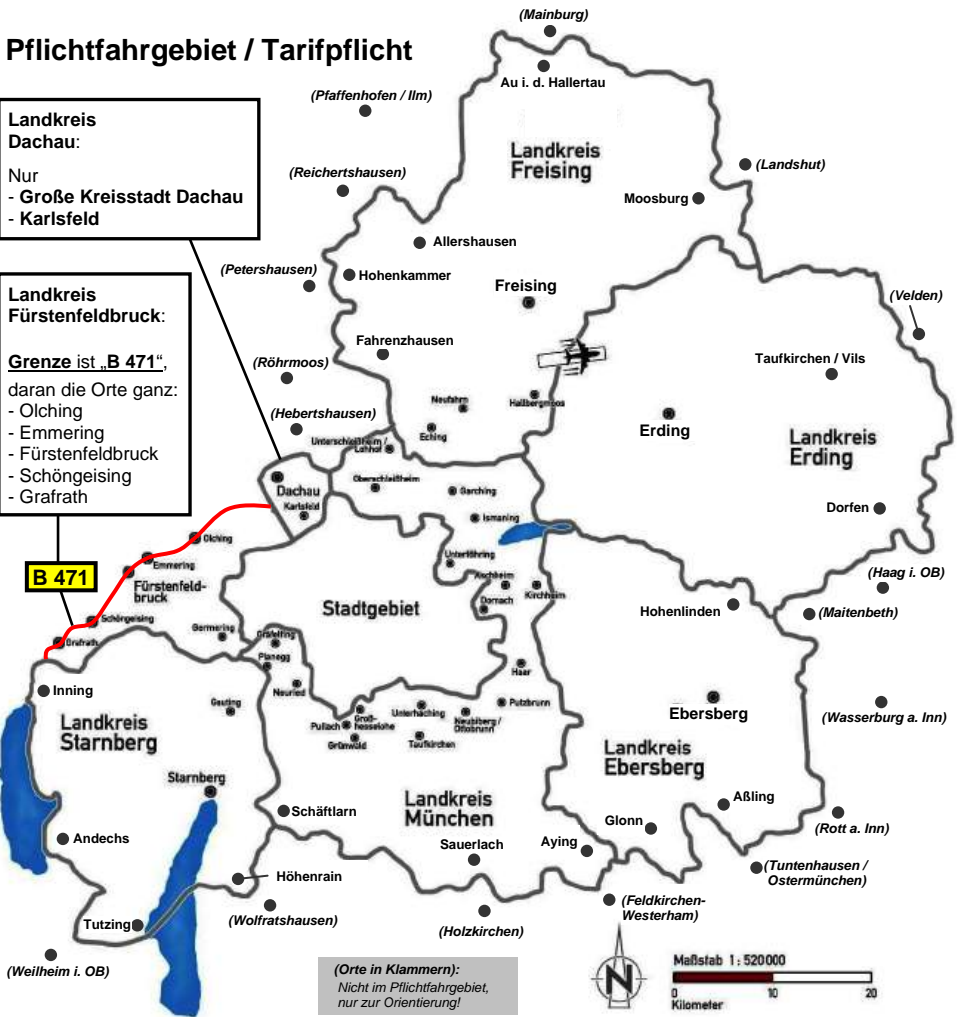 Pflichtfahrgebiet / Tarifpflicht
Landkreis
Dachau:
Nur
- Große Kreisstadt Dachau
- Karlsfeld
Landkreis
Fürstenfeldbruck:
Grenze ist „B 471",
daran die Orte ganz:
- Olching
- Emmering
- Fürstenfeldbruck
- Schöngeising
- Grafrath
B 471
(Mainburg)
Au i. d. Hallertau
(Pfaffenhofen / Ilm)
Landkreis
Freising
(Landshut)
(Reichertshausen)
Moosburg
Allershausen
(Petershausen)
Hohenkammer
Freising
(Velden)
Fahrenzhausen
(Röhrmoos)
Taufkirchen / Vils
Neufahrn
Hallbergmoos
(Hebertshausen)
Eching
Erding
Landkreis
Erding
Unterschleißheim /
Lohhof
Oberschleißheim
Garching
Dachau
Karlsfeld
Ismaning
Dorfen
Olching
Emmering
Unterföhring
Fürstenfeld-
bruck
Aschheim
Kirchheim
Dornach
(Haag i. OB)
Stadtgebiet
Hohenlinden
(Maitenbeth)
Schöngeising
Germering
Gräfelfing
Grafrath
Planegg
Haar
Inning
Neuried
Gauting
Landkreis
Starnberg
Putzbrunn
Pullach
Groß-
hesselohe
Grünwald
Unterhaching
Taufkirchen
Neubiberg /
Ottobrunn
Ebersberg
(Wasserburg a. Inn)
Landkreis
Ebersberg
Starnberg
Schäftlarn
Landkreis
München
Aßling
Glonn
(Rott a. Inn)
Andechs
Sauerlach
Aying
(Tuntenhausen /
Ostermünchen)
Höhenrain
Tutzing
(Wolfratshausen)
(Holzkirchen)
(Feldkirchen-
Westerham)
(Weilheim i. OB)
(Orte in Klammern):
Nicht im Pflichtfahrgebiet,
nur zur Orientierung!
N
Maßstab 1: 520000
0 10 20
Kilometer